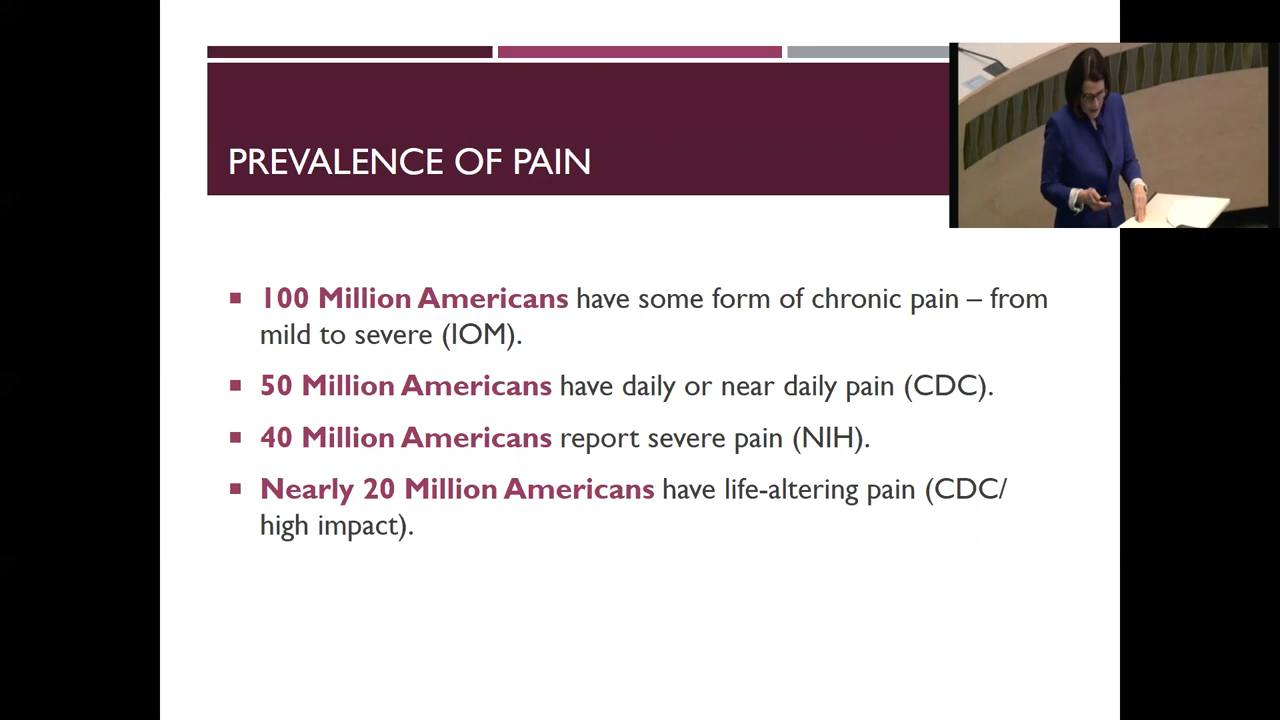 PREVALENCE OF PAIN
▪ 100 Million Americans have some form of chronic pain – from
mild to severe (IOM).
▪ 50 Million Americans have daily or near daily pain (CDC).
▪ 40 Million Americans report severe pain (NIH).
▪ Nearly 20 Million Americans have life-altering pain (CDC/
high impact).